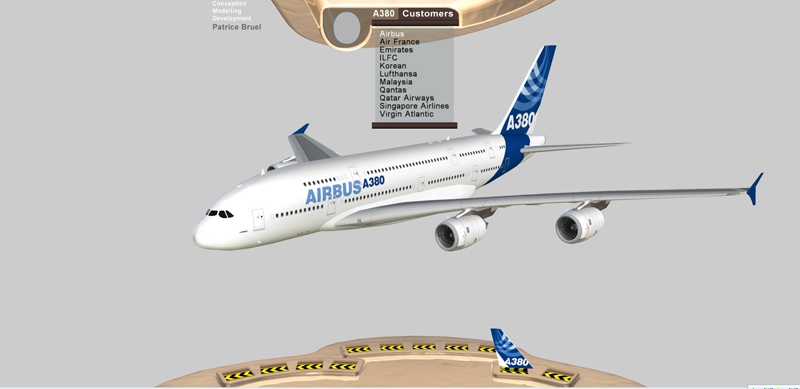 Conception
Modelling
Development
Patrice Bruel
A380 Customers
Airbus
Air France
Emirates
ILFC
Korean
Lufthansa
Malaysia
Qantas
Qatar Airways
Singapore Airlines
Virgin Atlantic
A380
AIRBUS A380
A380